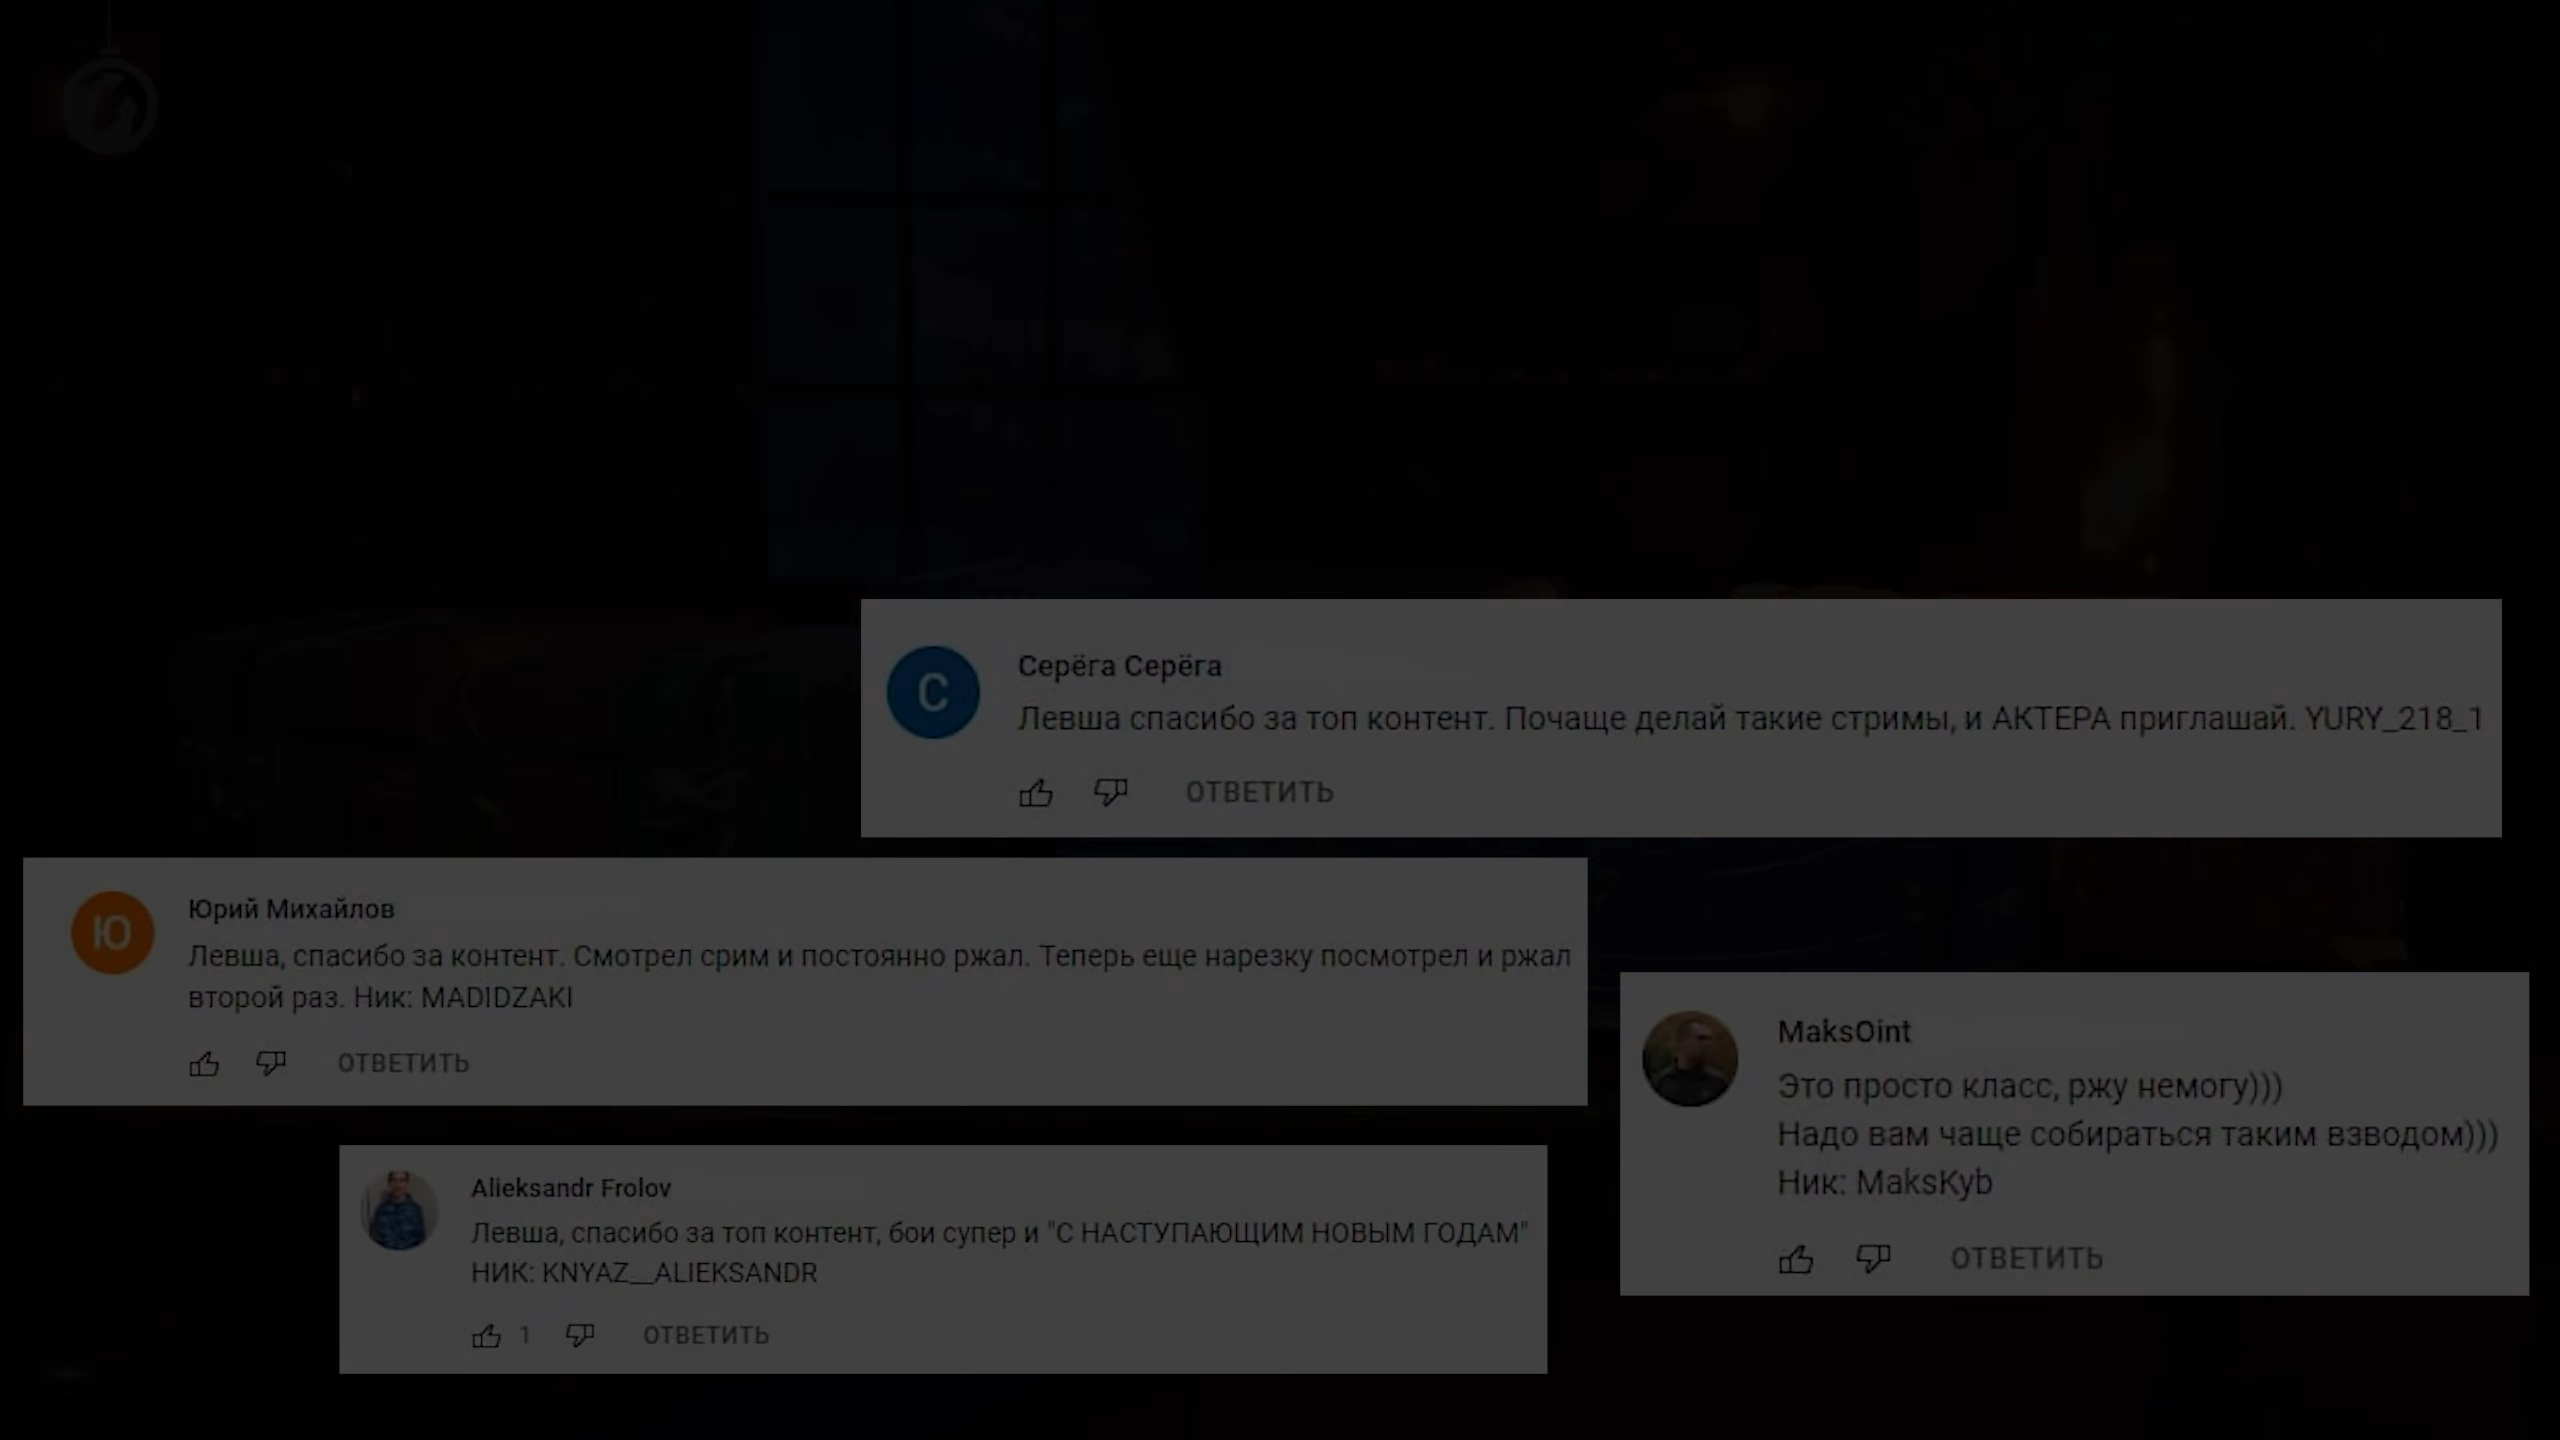 С
Серёга Серёга
Левша спасибо за топ контент. Почаще делай такие стримы, и АКТЕРА приглашай. YURY_218_1
ОТВЕТИТЬ
Ю
Юрий Михайлов
Левша, спасибо за контент. Смотрел срим и постоянно ржал. Теперь еще нарезку посмотрел и ржал
второй раз. Ник: MADIDZAKI
ОТВЕТИТЬ
MaksOint
Это просто класс, ржу немогу)))
Надо вам чаще собираться таким взводом)))
Ник: MaksKyb
ОТВЕТИТЬ
Alieksandr Frolov
Левша, спасибо за топ контент, бои супер и "С НАСТУПАЮЩИМ НОВЫМ ГОДАМ"
НИК: KNYAZ__ALIEKSANDR
1 ОТВЕТИТЬ